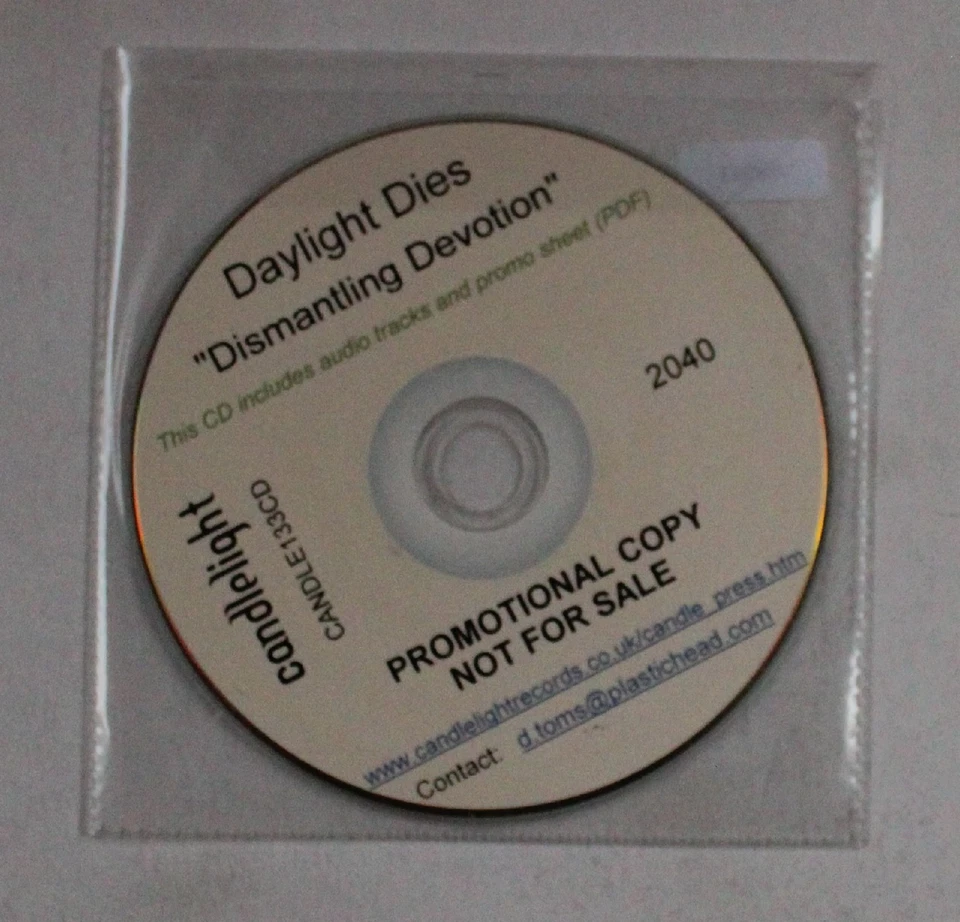 Daylight Dies
"Dismantling Devotion"
This CD includes audio tracks and promo sheet (PDF)
2040
candlelight
CANDLE133CD
PROMOTIONAL COPY
NOT FOR SALE
www.candlelightrecords.co.uk/candle_press.htm
Contact: d.toms@plastichead.com